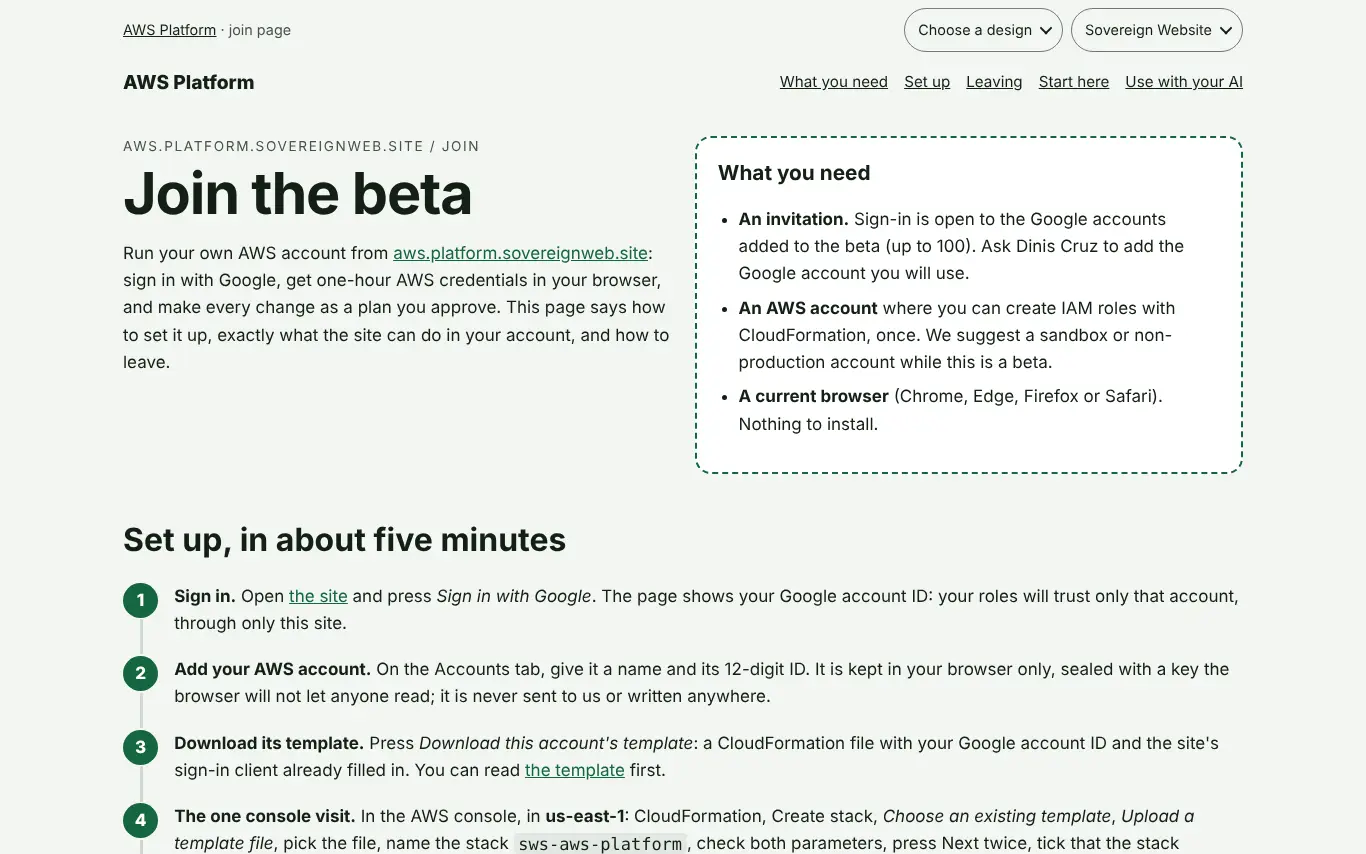 AWS Platform · join page
Choose a design
Sovereign Website
AWS Platform
What you need
Set up
Leaving
Start here
Use with your AI
AWS.PLATFORM.SOVEREIGNWEB.SITE / JOIN
Join the beta
Run your own AWS account from aws.platform.sovereignweb.site:
sign in with Google, get one-hour AWS credentials in your browser,
and make every change as a plan you approve. This page says how
to set it up, exactly what the site can do in your account, and how to
leave.
What you need
• An invitation. Sign-in is open to the Google accounts
added to the beta (up to 100). Ask Dinis Cruz to add the
Google account you will use.
• An AWS account where you can create IAM roles with
CloudFormation, once. We suggest a sandbox or non-
production account while this is a beta.
• A current browser (Chrome, Edge, Firefox or Safari).
Nothing to install.
Set up, in about five minutes
1 Sign in. Open the site and press Sign in with Google. The page shows your Google account ID: your roles will trust only that account,
through only this site.
2 Add your AWS account. On the Accounts tab, give it a name and its 12-digit ID. It is kept in your browser only, sealed with a key the
browser will not let anyone read; it is never sent to us or written anywhere.
3 Download its template. Press Download this account's template: a CloudFormation file with your Google account ID and the site's
sign-in client already filled in. You can read the template first.
4 The one console visit. In the AWS console, in us-east-1: CloudFormation, Create stack, Choose an existing template, Upload a
template file, pick the file, name the stack sws-aws-platform, check both parameters, press Next twice, tick that the stack